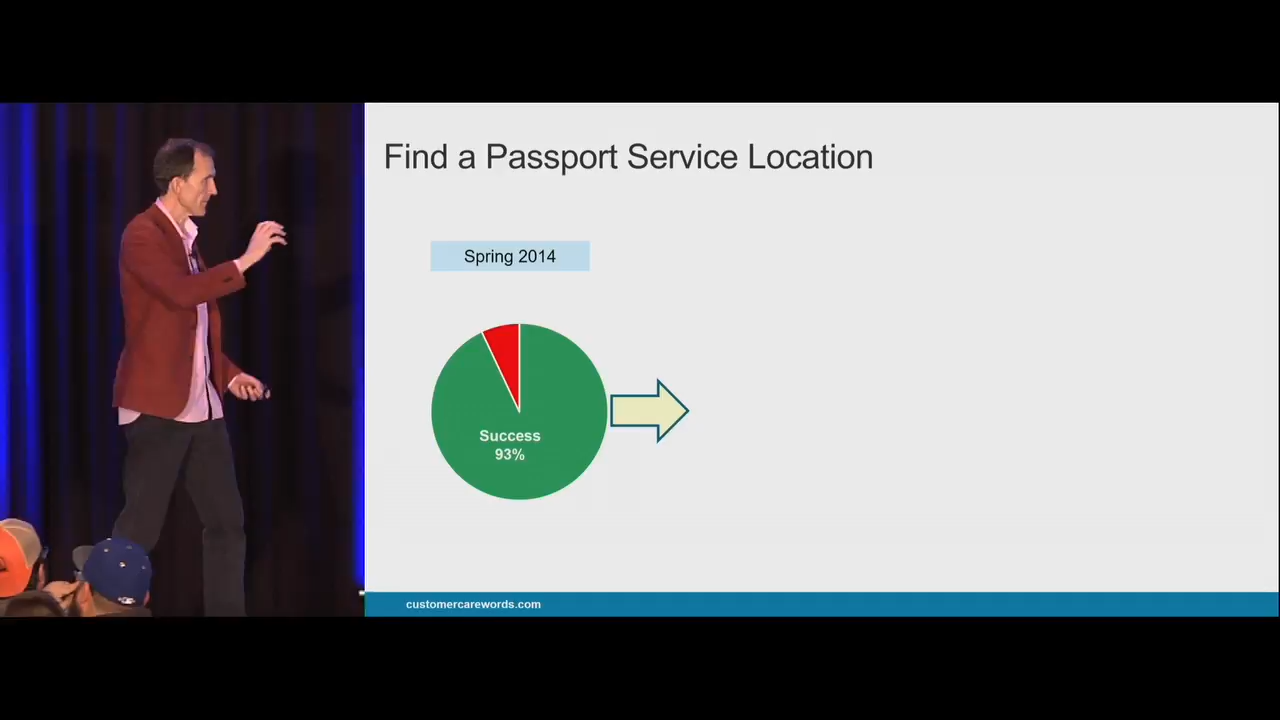 Find a Passport Service Location
Spring 2014
Success
93%
customercarewords.com